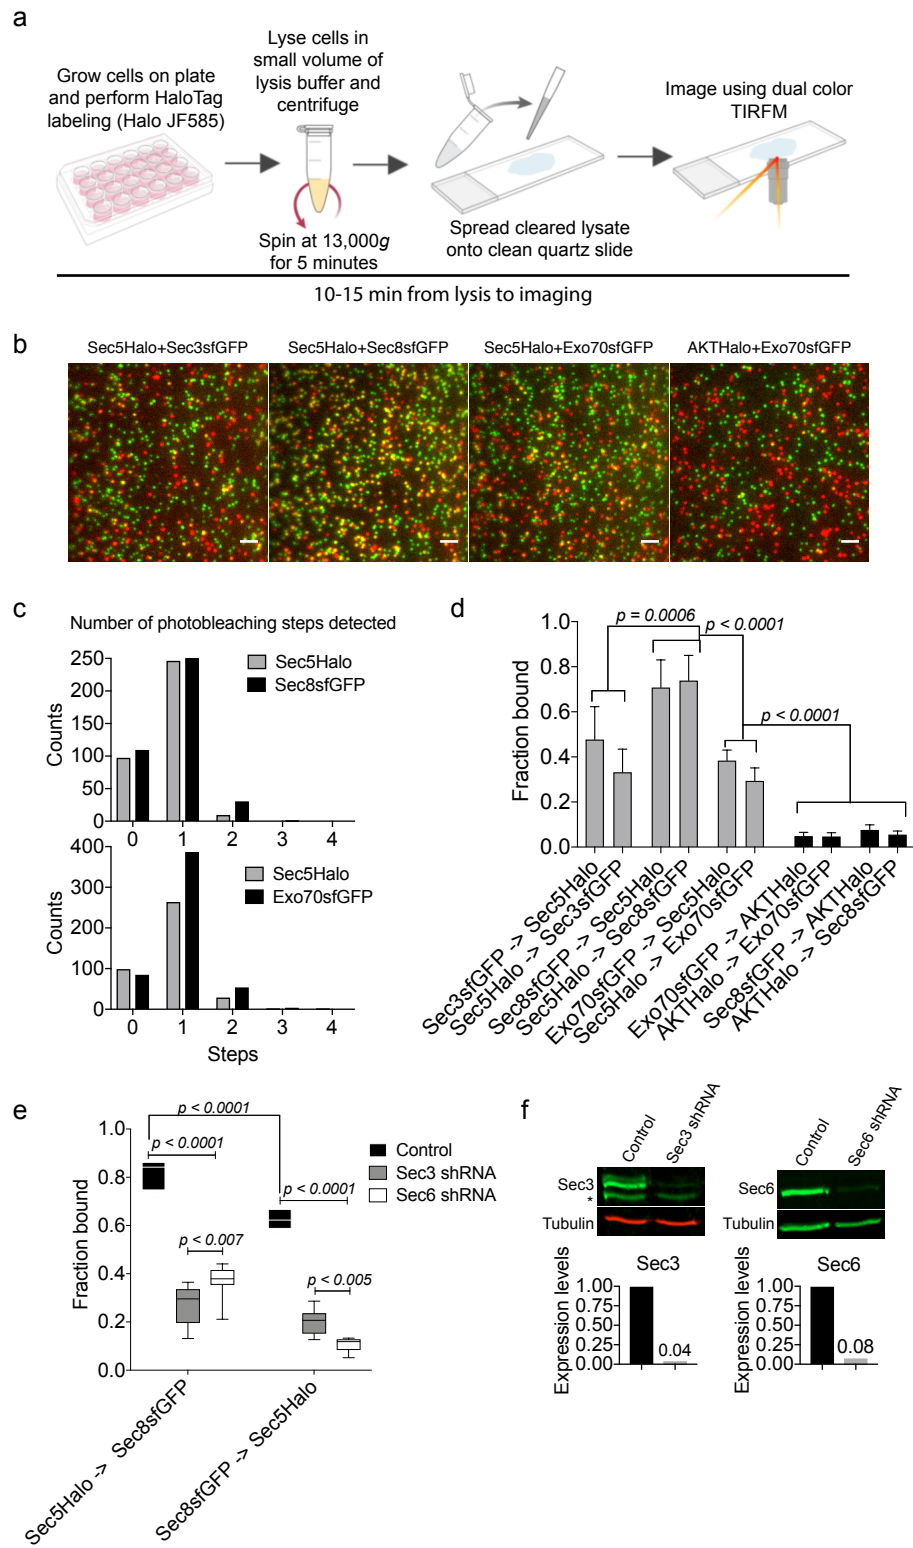 a
Grow cells on plate
and perform HaloTag
labeling (Halo JF585)
Lyse cells in
small volume of
lysis buffer and
centrifuge
Spin at 13,000g
for 5 minutes
Spread cleared lysate
onto clean quartz slide
Image using dual color
TIRFM
10-15 min from lysis to imaging
b
Sec5Halo+Sec3sfGFP
Sec5Halo+Sec8sfGFP
Sec5Halo+Exo70sfGFP
AKTHalo+Exo70sfGFP
c
Number of photobleaching steps detected
Counts
250
200
150
100
50
0
Sec5Halo
Sec8sfGFP
0 1 2 3 4
Counts
400
300
200
100
0
Sec5Halo
Exo70sfGFP
0 1 2 3 4
Steps
d
Fraction bound
1.0
0.8
0.6
0.4
0.2
0.0
p = 0.0006
p < 0.0001
p < 0.0001
Sec3sfGFP -> Sec5Halo
Sec5Halo -> Sec3sfGFP
Sec8sfGFP -> Sec5Halo
Sec5Halo -> Sec8sfGFP
Exo70sfGFP -> Sec5Halo
Sec5Halo -> Exo70sfGFP
Exo70sfGFP -> AKTHalo
AKTHalo -> Exo70sfGFP
Sec8sfGFP -> AKTHalo
AKTHalo -> Sec8sfGFP
e
Fraction bound
1.0
0.8
0.6
0.4
0.2
0.0
p < 0.0001
p < 0.0001
p < 0.0001
p < 0.007
p < 0.005
Control
Sec3 shRNA
Sec6 shRNA
Sec5Halo -> Sec8sfGFP
Sec8sfGFP -> Sec5Halo
f
Control
Sec3 shRNA
Sec3
*
Tubulin
Control
Sec6 shRNA
Sec6
Tubulin
Sec3
Expression levels
1.00
0.75
0.50
0.25
0.00
0.04
Sec6
Expression levels
1.00
0.75
0.50
0.25
0.00
0.08